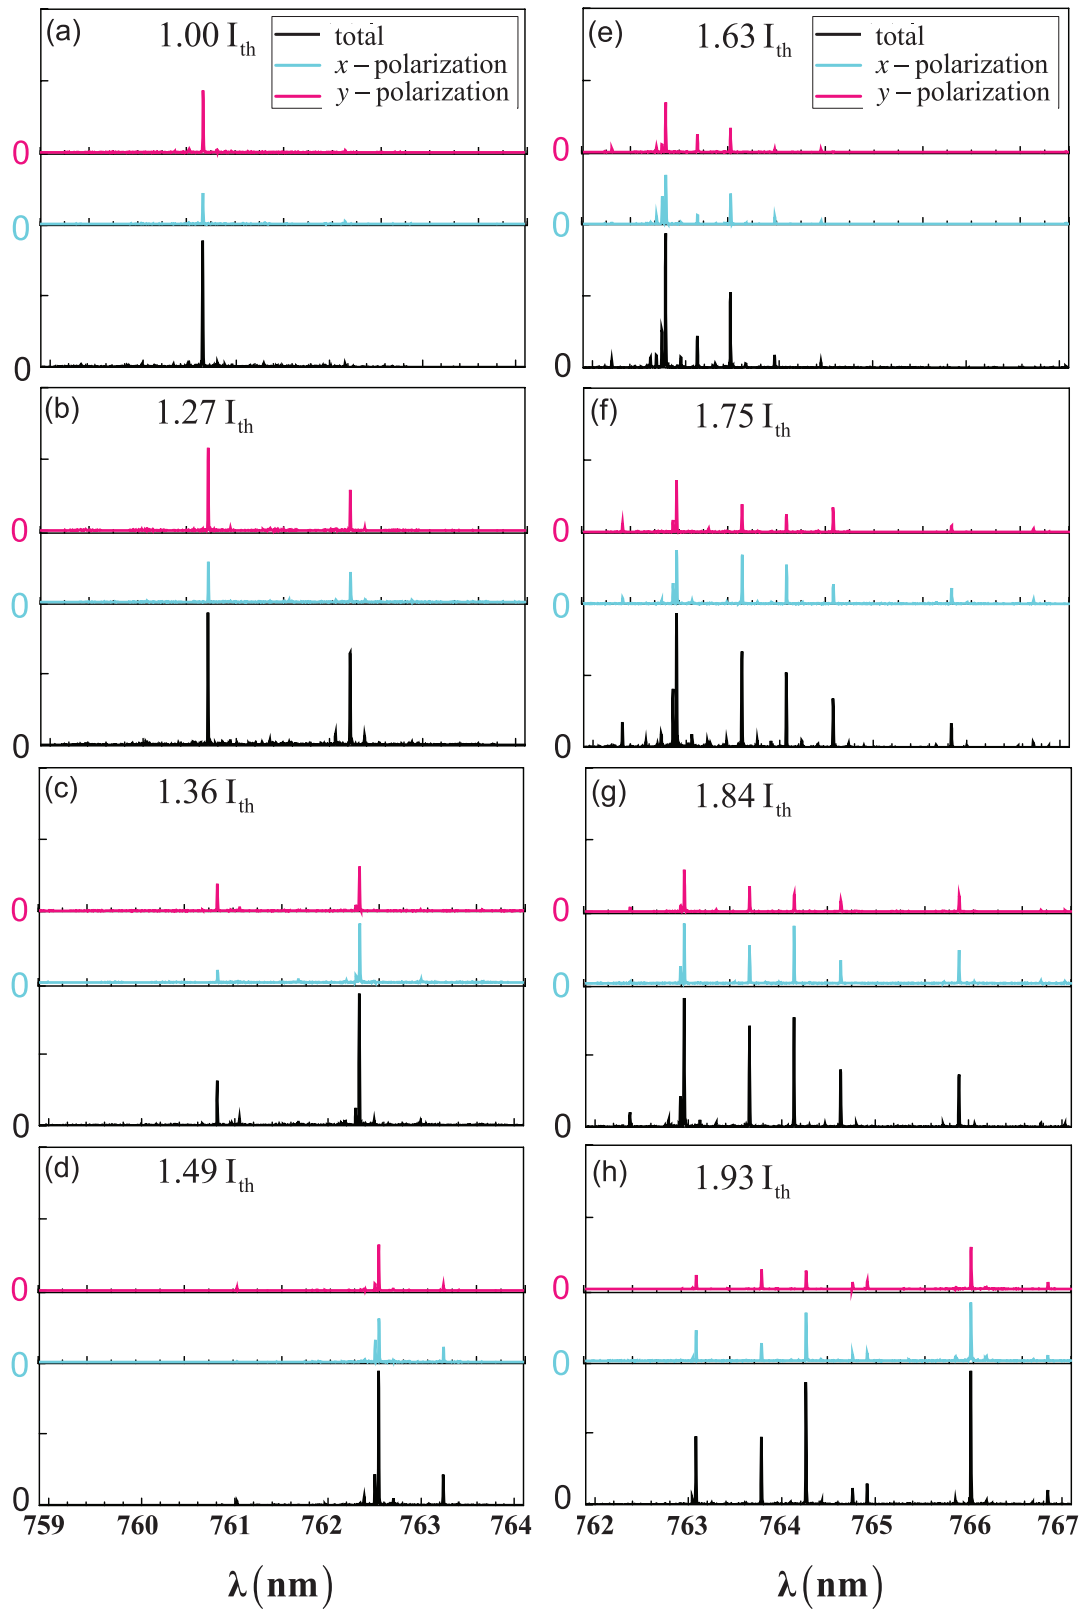 (a) 1.00 I_th
total
x – polarization
y – polarization
0
0
0
(b) 1.27 I_th
0
0
0
(c) 1.36 I_th
0
0
0
(d) 1.49 I_th
0
0
0
759 760 761 762 763 764
λ (nm)
(e) 1.63 I_th
total
x – polarization
y – polarization
0
0
0
(f) 1.75 I_th
0
0
0
(g) 1.84 I_th
0
0
0
(h) 1.93 I_th
0
0
0
762 763 764 765 766 767
λ (nm)